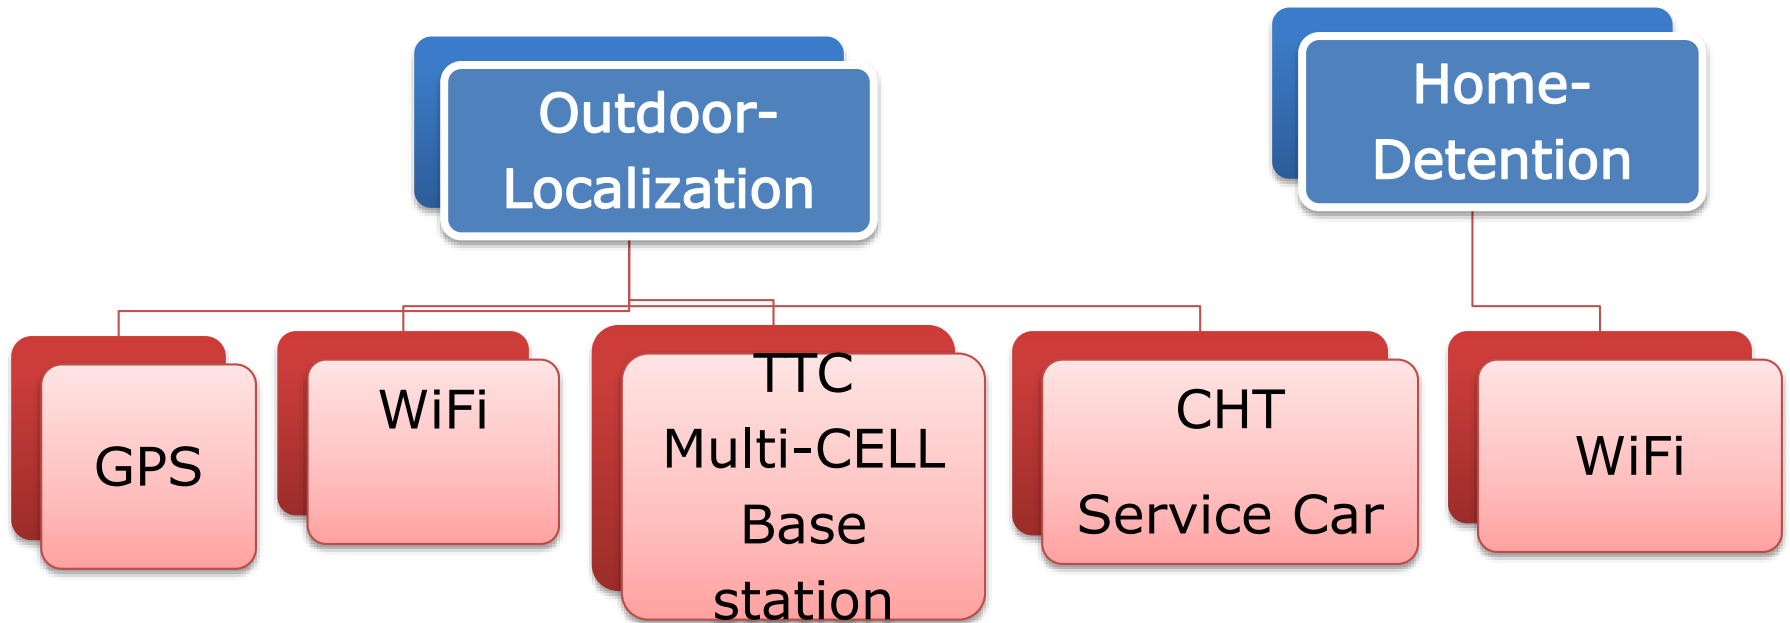 Outdoor-
Localization
Home-
Detention
GPS
WiFi
TTC
Multi-CELL
Base
station
CHT
Service Car
WiFi